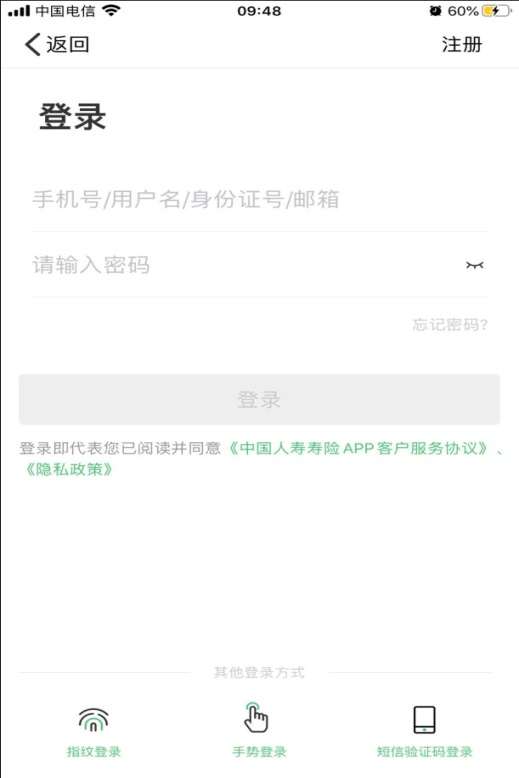 中国电信 09:48 60%
返回 注册
登录
手机号/用户名/身份证号/邮箱
请输入密码
忘记密码?
登录
登录即代表您已阅读并同意《中国人寿寿险APP客户服务协议》、
《隐私政策》
其他登录方式
指纹登录 手势登录 短信验证码登录